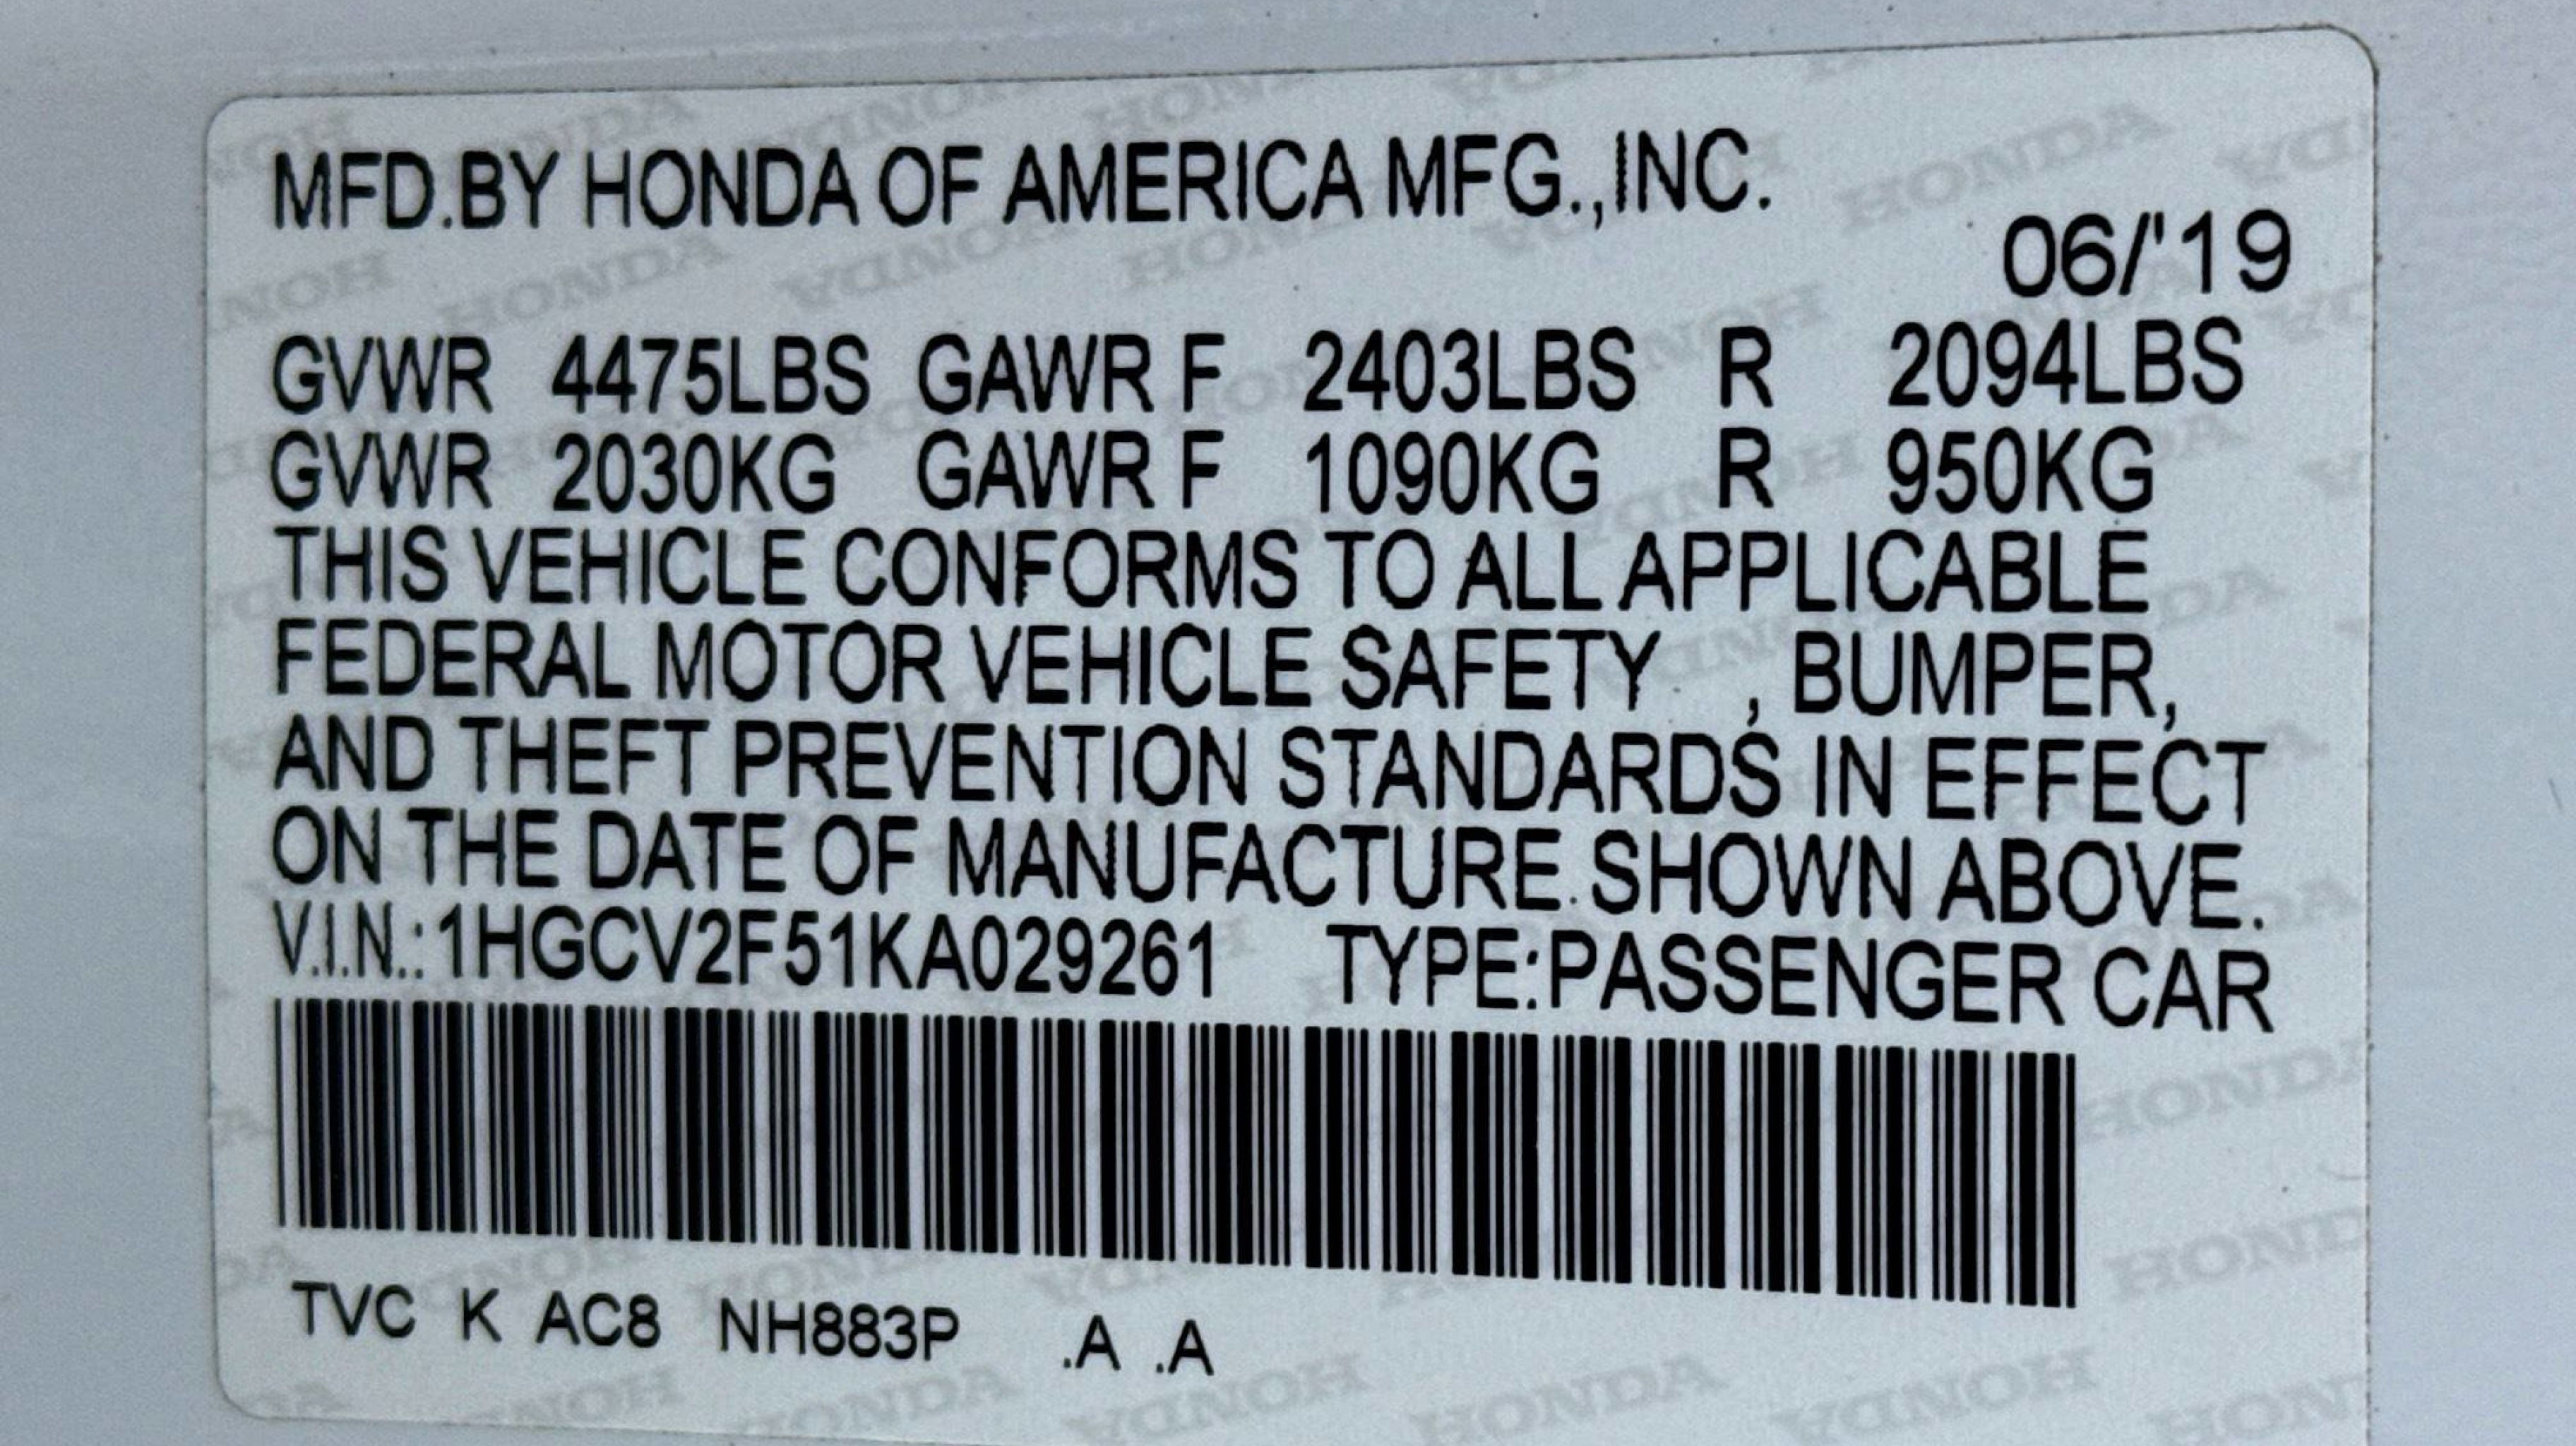 MFD.BY HONDA OF AMERICA MFG.,INC.
06/'19
GVWR 4475LBS GAWR F 2403LBS R 2094LBS
GVWR 2030KG GAWR F 1090KG R 950KG
THIS VEHICLE CONFORMS TO ALL APPLICABLE
FEDERAL MOTOR VEHICLE SAFETY , BUMPER,
AND THEFT PREVENTION STANDARDS IN EFFECT
ON THE DATE OF MANUFACTURE SHOWN ABOVE.
V.I.N.:1HGCV2F51KA029261 TYPE:PASSENGER CAR
TVC K AC8 NH883P .A .A